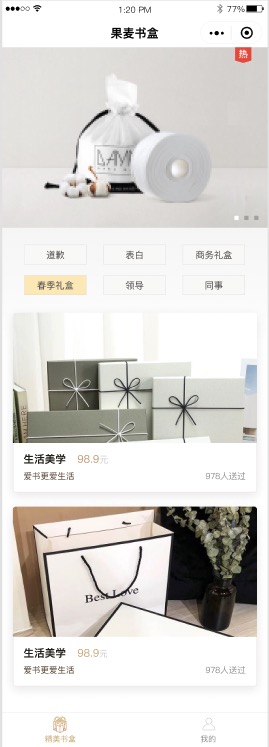 1:20 PM
77%
果麦书盒
热
DAMN
道歉 表白 商务礼盒
春季礼盒 领导 同事
生活美学 98.9元
爱书更爱生活 978人送过
Best Love
生活美学 98.9元
爱书更爱生活 978人送过
精美书盒 我的